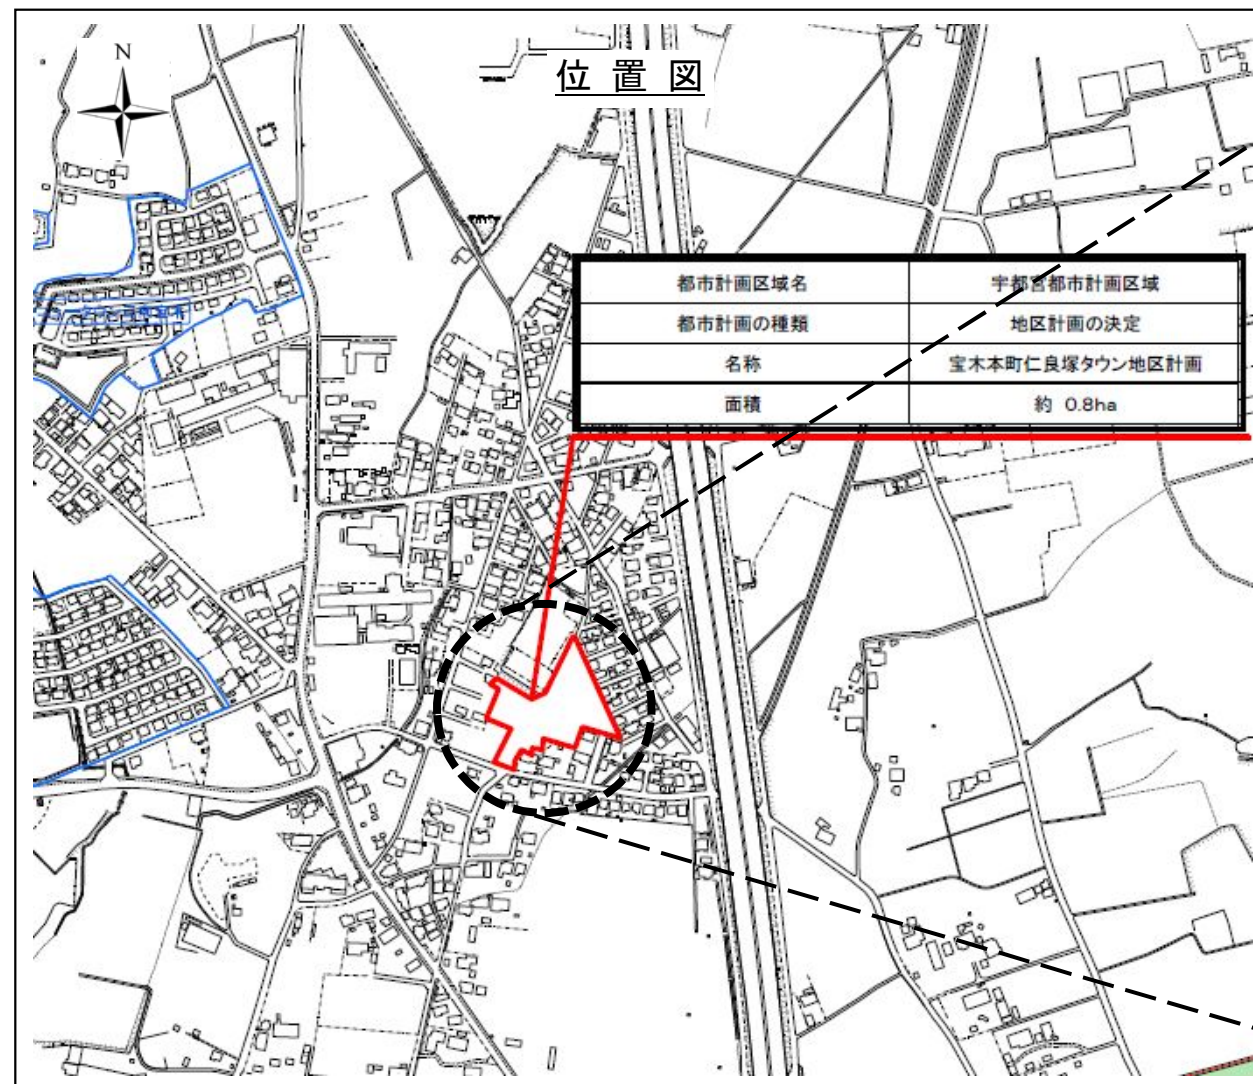 N
位置図
都市計画区域名 宇都宮都市計画区域
都市計画の種類 地区計画の決定
名称 宝木本町仁良塚タウン地区計画
面積 約 0.8ha